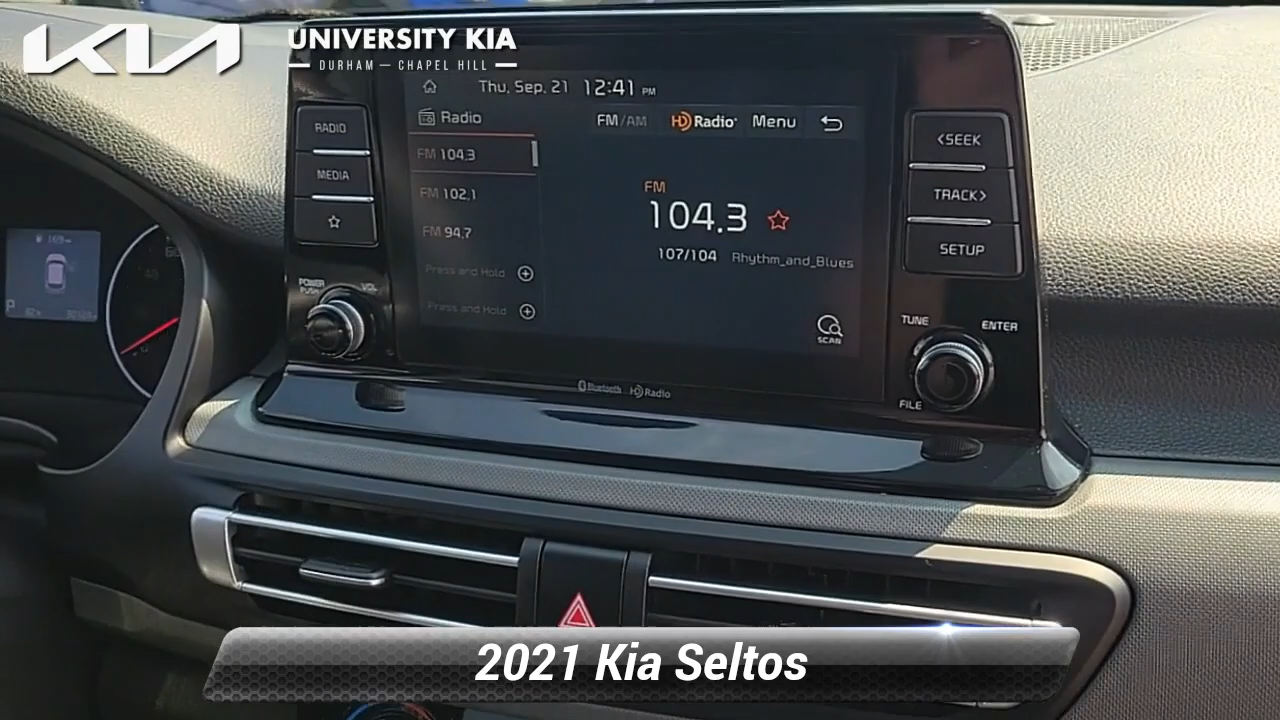 KIA
UNIVERSITY KIA
DURHAM — CHAPEL HILL
Thu, Sep. 21 12:41 PM
Radio FM/AM HD Radio Menu
RADIO
MEDIA
FM 104.3
FM 102.1
FM 94.7
Press and Hold
Press and Hold
FM
104.3
107/104 Rhythm_and_Blues
SCAN
<SEEK
TRACK>
SETUP
POWER PUSH VOL
TUNE ENTER
FILE
Bluetooth HD Radio
2021 Kia Seltos